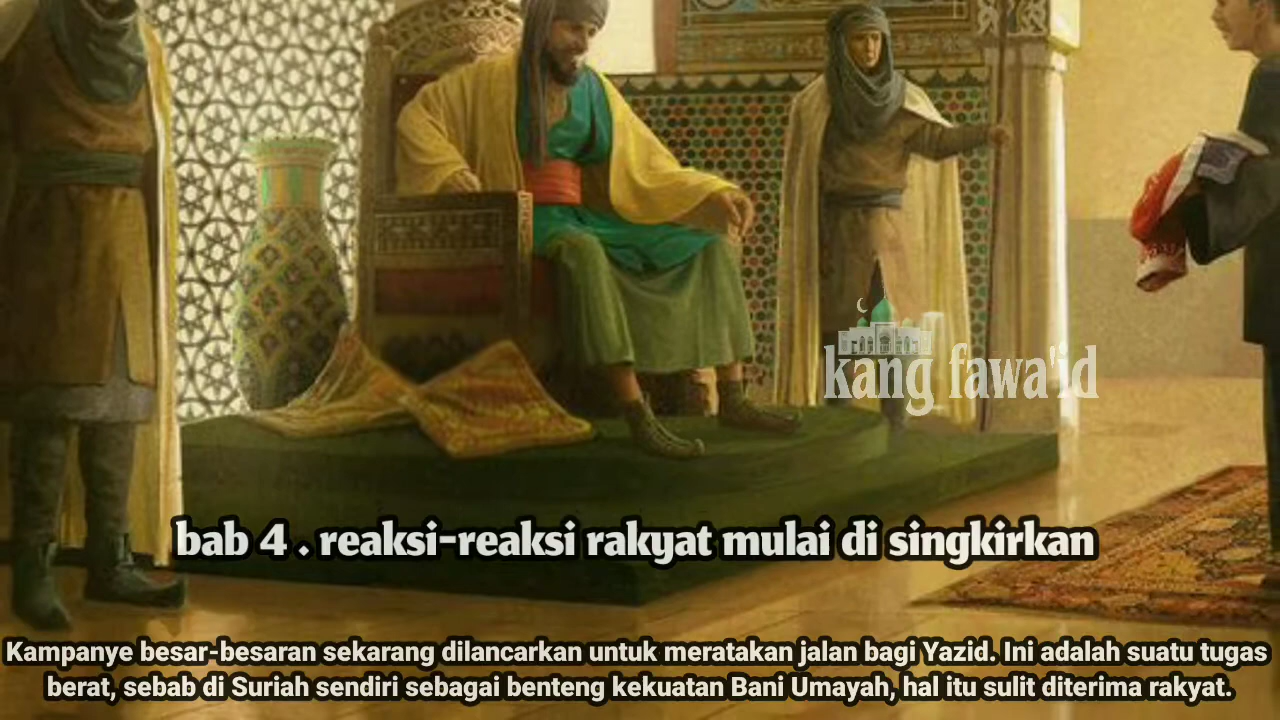 kang fawa'id
bab 4 . reaksi-reaksi rakyat mulai di singkirkan
Kampanye besar-besaran sekarang dilancarkan untuk meratakan jalan bagi Yazid. Ini adalah suatu tugas
berat, sebab di Suriah sendiri sebagai benteng kekuatan Bani Umayah, hal itu sulit diterima rakyat.